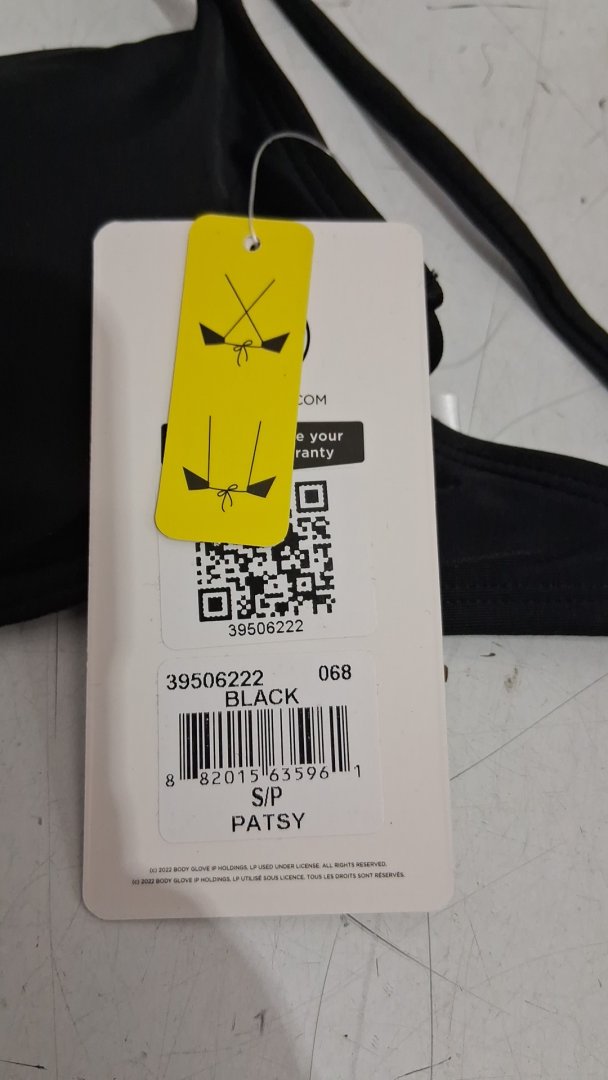 .COM
e your
ranty
39506222
39506222 068
BLACK
8 82015 63596 1
S/P
PATSY
(c) 2022 BODY GLOVE IP HOLDINGS, LP USED UNDER LICENSE. ALL RIGHTS RESERVED.
(c) 2022 BODY GLOVE IP HOLDINGS, LP UTILISÉ SOUS LICENCE. TOUS LES DROITS SONT RÉSERVÉS.